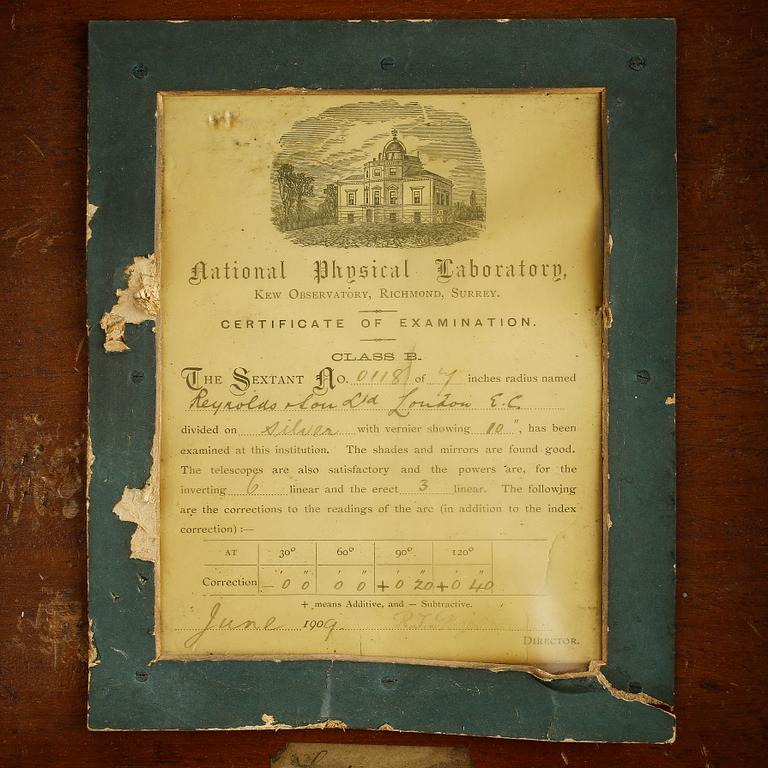 National Physical Laboratory,
KEW OBSERVATORY, RICHMOND, SURREY.
CERTIFICATE OF EXAMINATION.
CLASS B.
THE SEXTANT NO. 0118 of 7 inches radius named
Reynolds & Son Ltd London E.C.
divided on silver with vernier showing 10", has been
examined at this institution. The shades and mirrors are found good.
The telescopes are also satisfactory and the powers are, for the
inverting 6 linear and the erect 3 linear. The following
are the corrections to the readings of the arc (in addition to the index
correction) :—
AT 30° 60° 90° 120°
' " ' " ' " ' "
Correction — 0 0 0 0 + 0 20 + 0 40
+ means Additive, and — Subtractive.
June 1909.
DIRECTOR.